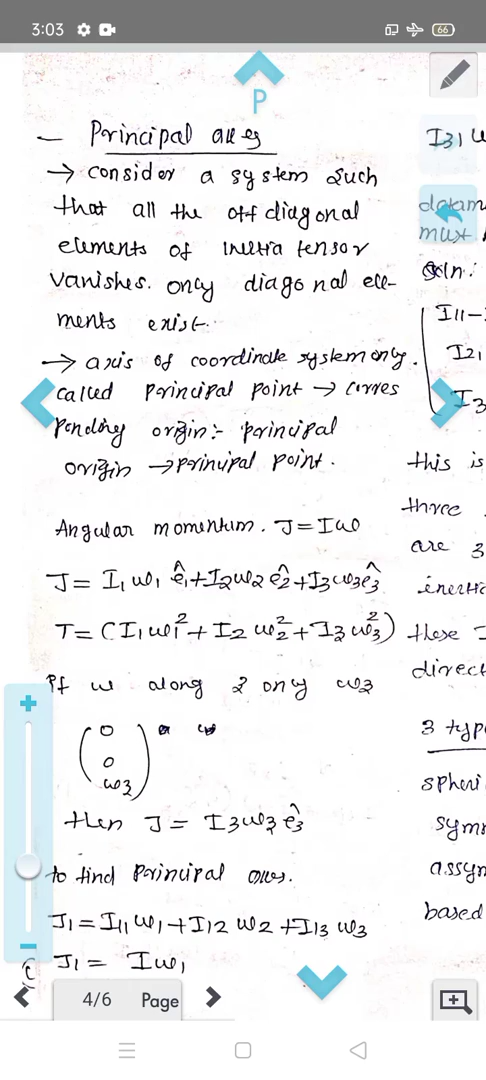 3:03
66
P
- Principal axes
→ consider a system such
that all the off diagonal
elements of inertia tensor
vanishes. only diagonal ele-
ments exist.
→ axis of coordinate system only.
called principal point → corres
ponding origin:- principal
origin → principal point.
Angular momentum. J = Iω
J = I₁ω₁ ê₁ + I₂ω₂ ê₂ + I₃ω₃ ê₃
T = (I₁ω₁² + I₂ω₂² + I₃ω₃²)
If ω along z only ω₃
0
0
ω₃
then J = I₃ω₃ ê₃
to find principal axes.
J₁ = I₁₁ω₁ + I₁₂ω₂ + I₁₃ω₃
J₁ = Iω₁
I₃₁
must
Soln:
I₁₁-
I₂₁
I₃
this is
three
are 3
inertia
these I
direct
3 type
spheri
symm
assym
based
4/6 Page